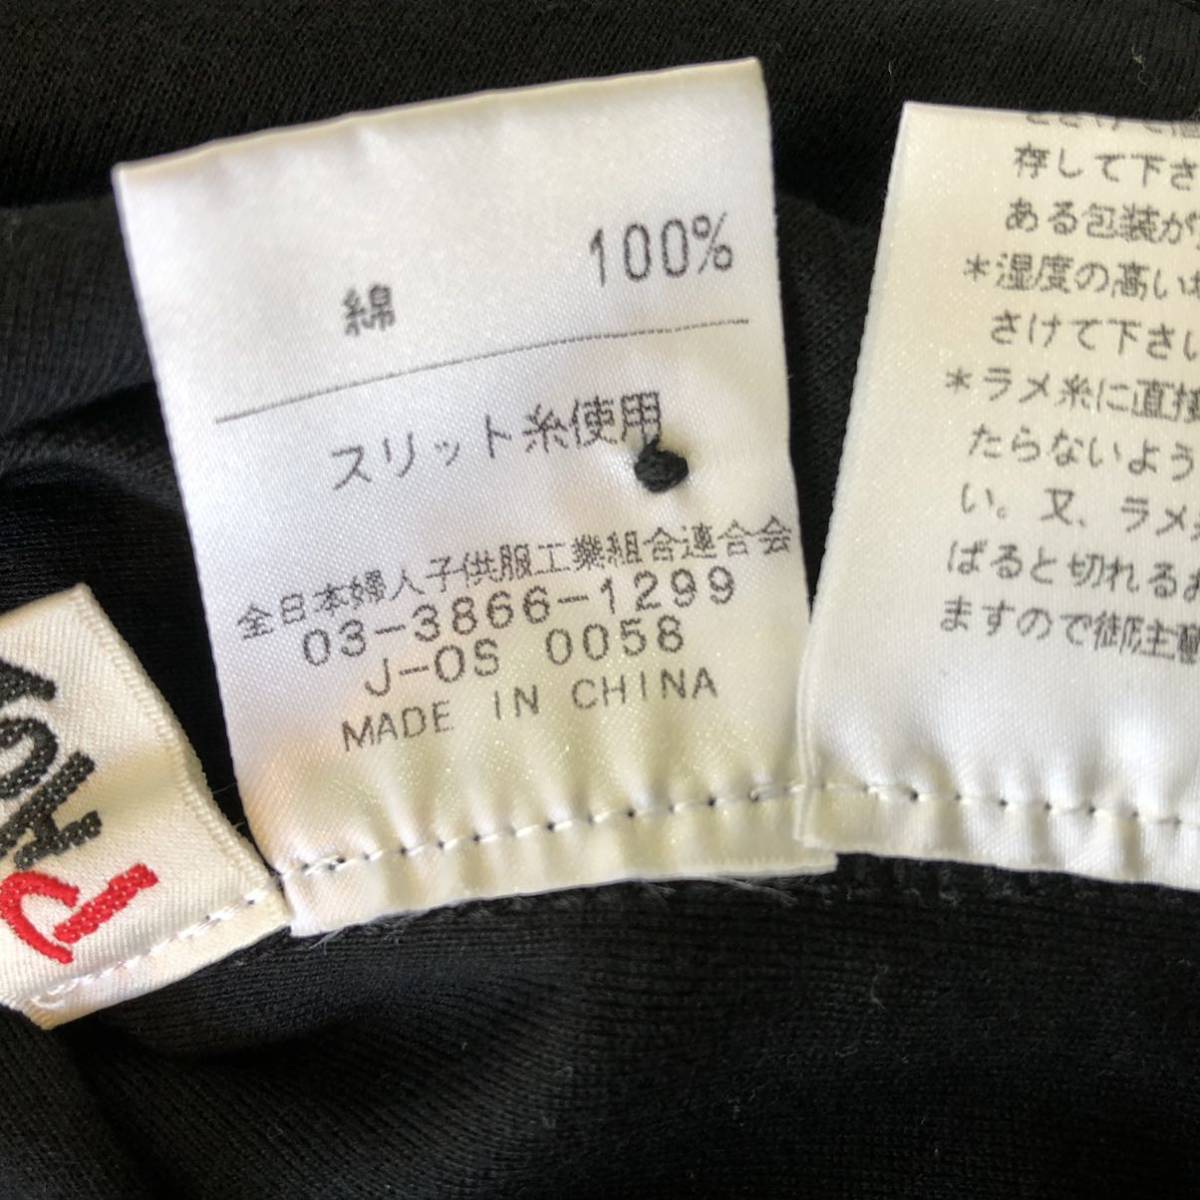 綿 100%
スリット糸使用
全日本婦人子供服工業組合連合会
03-3866-1299
J-OS 0058
MADE IN CHINA
存して下さ
ある包装が
*湿度の高い
さけて下さい
*ラメ糸に直接
たらないよう
い。又、ラメ
ばると切れる
ますので御